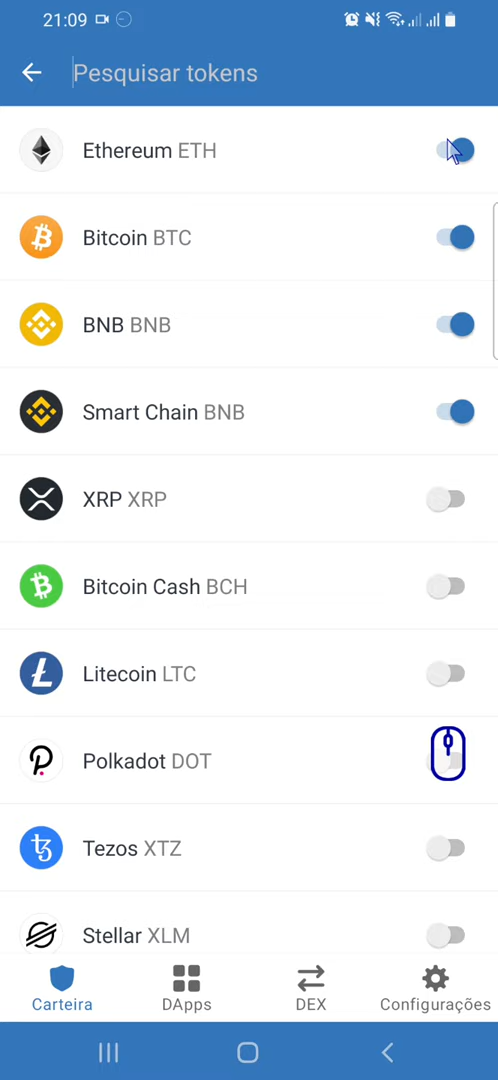 21:09
Pesquisar tokens
Ethereum ETH
Bitcoin BTC
BNB BNB
Smart Chain BNB
XRP XRP
Bitcoin Cash BCH
Litecoin LTC
Polkadot DOT
Tezos XTZ
Stellar XLM
Carteira DApps DEX Configurações